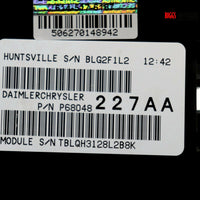 506270148942
HUNTSVILLE S/N BLQ2F1L2 12:42
DAIMLERCHRYSLER
P/N P68048 227AA
MODULE S/N TBLQH3128L2B8K